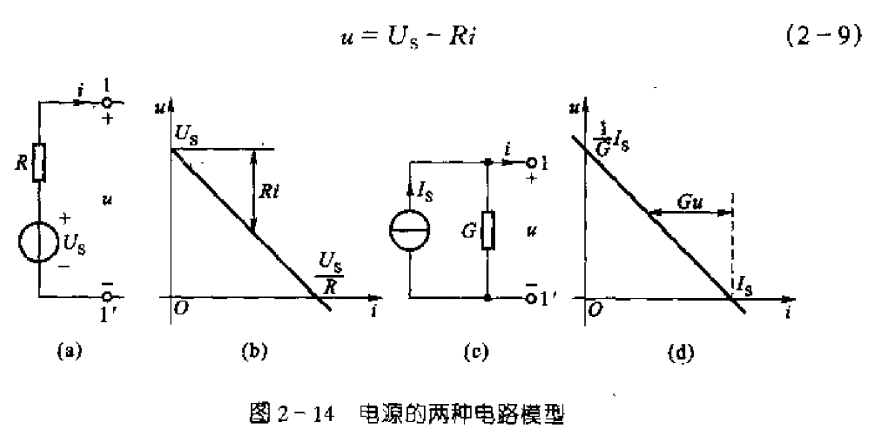 u = U_S - Ri (2-9)
1
i
+
R
u
+
U_S
-
-
1'
(a)
u
U_S
Ri
U_S/R
O
i
(b)
i
1
+
I_S
G
u
-
1'
(c)
u
1/G I_S
Gu
I_S
O
i
(d)
图 2-14 电源的两种电路模型